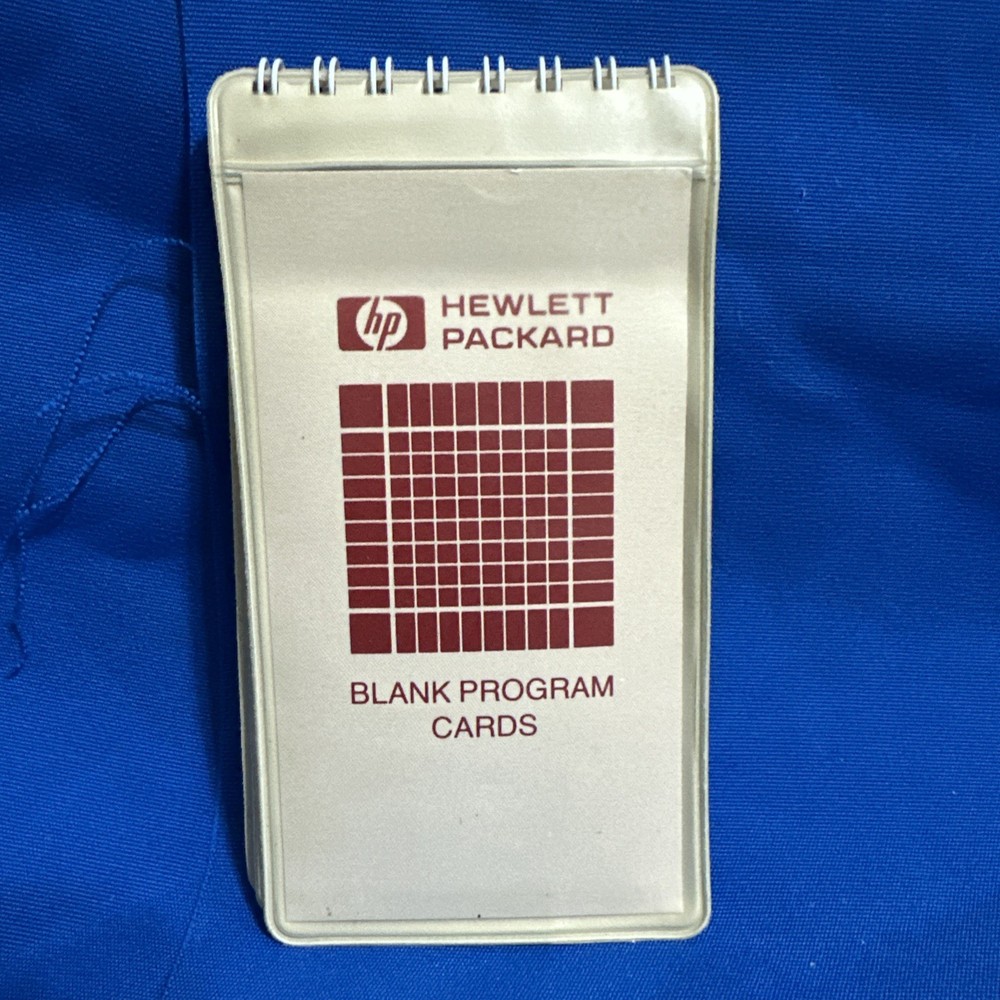 hp
HEWLETT
PACKARD
BLANK PROGRAM
CARDS